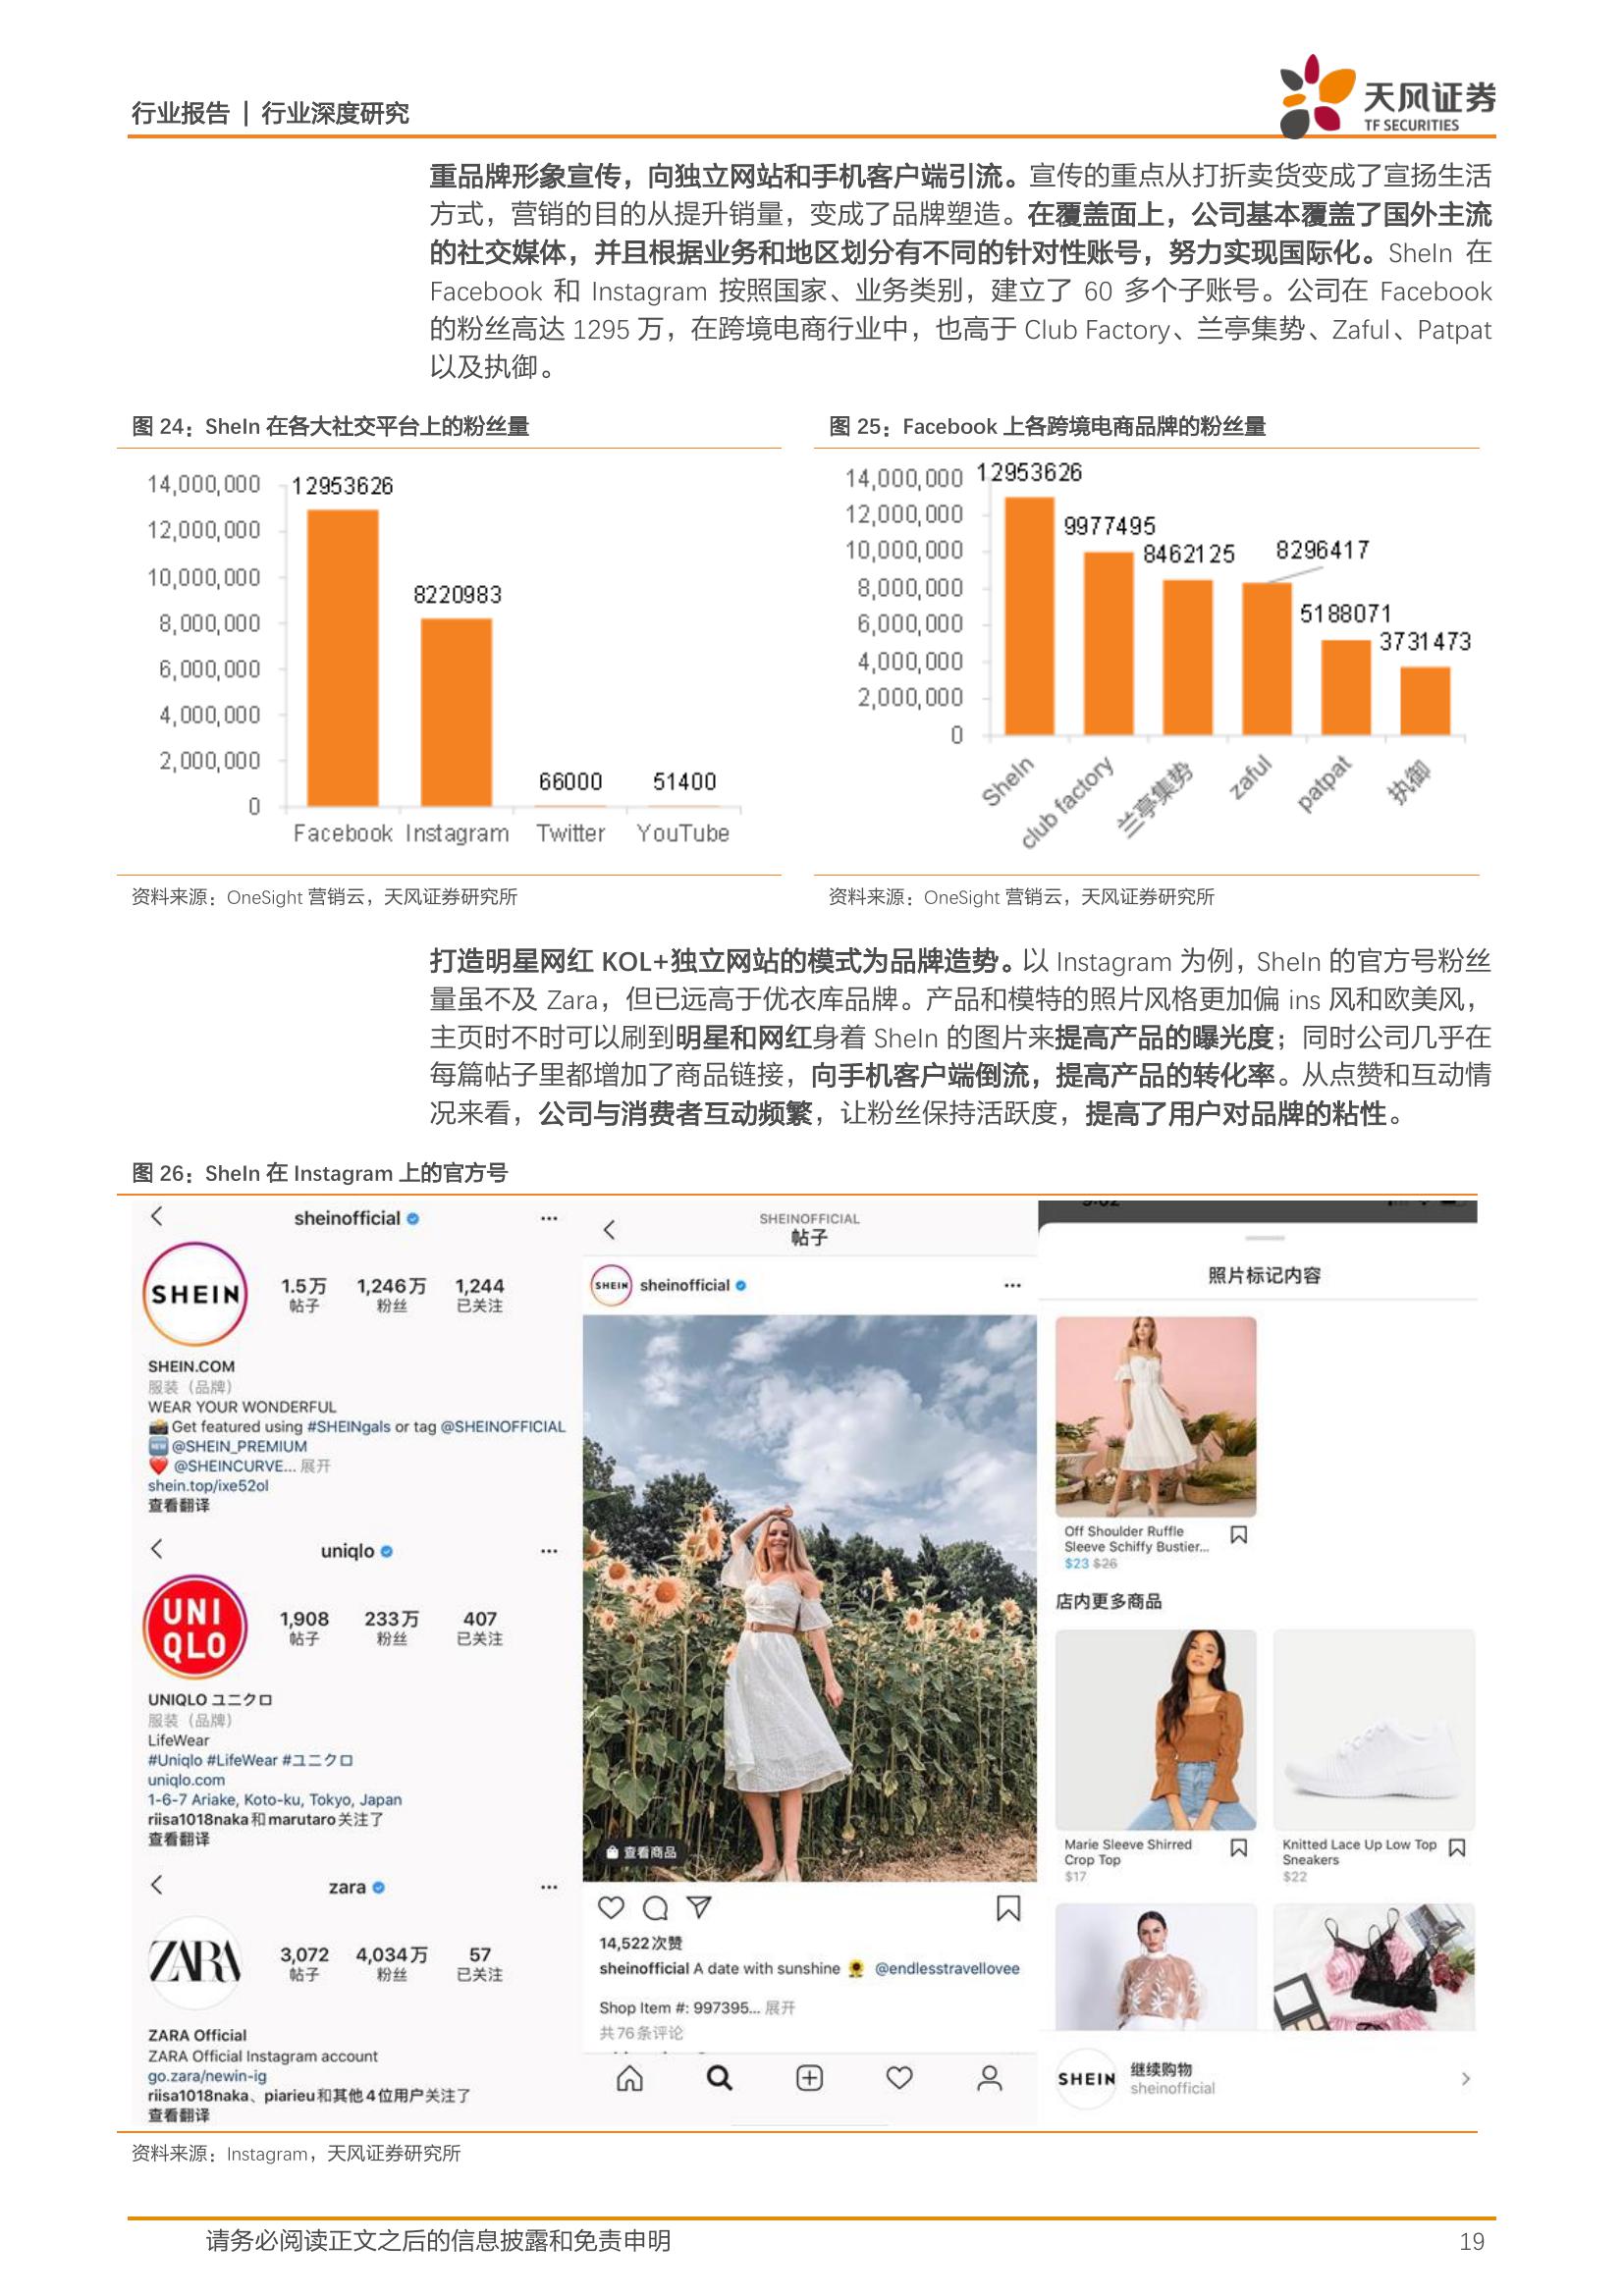 行业报告 | 行业深度研究
天风证券
TF SECURITIES
重品牌形象宣传，向独立网站和手机客户端引流。宣传的重点从打折卖货变成了宣扬生活
方式，营销的目的从提升销量，变成了品牌塑造。在覆盖面上，公司基本覆盖了国外主流
的社交媒体，并且根据业务和地区划分有不同的针对性账号，努力实现国际化。SheIn 在
Facebook 和 Instagram 按照国家、业务类别，建立了 60 多个子账号。公司在 Facebook
的粉丝高达 1295 万，在跨境电商行业中，也高于 Club Factory、兰亭集势、Zaful、Patpat
以及执御。
图 24：SheIn 在各大社交平台上的粉丝量
14,000,000
12,000,000
10,000,000
8,000,000
6,000,000
4,000,000
2,000,000
0
12953626
8220983
66000
51400
Facebook Instagram Twitter YouTube
资料来源：OneSight 营销云，天风证券研究所
图 25：Facebook 上各跨境电商品牌的粉丝量
14,000,000
12,000,000
10,000,000
8,000,000
6,000,000
4,000,000
2,000,000
0
12953626
9977495
8462125
8296417
5188071
3731473
SheIn
club factory
兰亭集势
zaful
patpat
执御
资料来源：OneSight 营销云，天风证券研究所
打造明星网红 KOL+独立网站的模式为品牌造势。以 Instagram 为例，SheIn 的官方号粉丝
量虽不及 Zara，但已远高于优衣库品牌。产品和模特的照片风格更加偏 ins 风和欧美风，
主页时不时可以刷到明星和网红身着 SheIn 的图片来提高产品的曝光度；同时公司几乎在
每篇帖子里都增加了商品链接，向手机客户端倒流，提高产品的转化率。从点赞和互动情
况来看，公司与消费者互动频繁，让粉丝保持活跃度，提高了用户对品牌的粘性。
图 26：SheIn 在 Instagram 上的官方号
sheinofficial
SHEIN
1.5万 1,246万 1,244
帖子 粉丝 已关注
SHEIN.COM
服装（品牌）
WEAR YOUR WONDERFUL
Get featured using #SHEINgals or tag @SHEINOFFICIAL
@SHEIN_PREMIUM
@SHEINCURVE... 展开
shein.top/ixe52ol
查看翻译
uniqlo
UNI
QLO
1,908 233万 407
帖子 粉丝 已关注
UNIQLO ユニクロ
服装（品牌）
LifeWear
#Uniqlo #LifeWear #ユニクロ
uniqlo.com
1-6-7 Ariake, Koto-ku, Tokyo, Japan
riisa1018naka和marutaro关注了
查看翻译
zara
ZARA
3,072 4,034万 57
帖子 粉丝 已关注
ZARA Official
ZARA Official Instagram account
go.zara/newin-ig
riisa1018naka、piarieu和其他4位用户关注了
查看翻译
SHEINOFFICIAL
帖子
SHEIN
sheinofficial
查看商品
14,522次赞
sheinofficial A date with sunshine 🌻 @endlesstravellovee
Shop Item #: 997395... 展开
共76条评论
照片标记内容
Off Shoulder Ruffle
Sleeve Schiffy Bustier...
$23 $26
店内更多商品
Marie Sleeve Shirred
Crop Top
$17
Knitted Lace Up Low Top
Sneakers
$22
SHEIN
继续购物
sheinofficial
资料来源：Instagram，天风证券研究所
请务必阅读正文之后的信息披露和免责申明
19